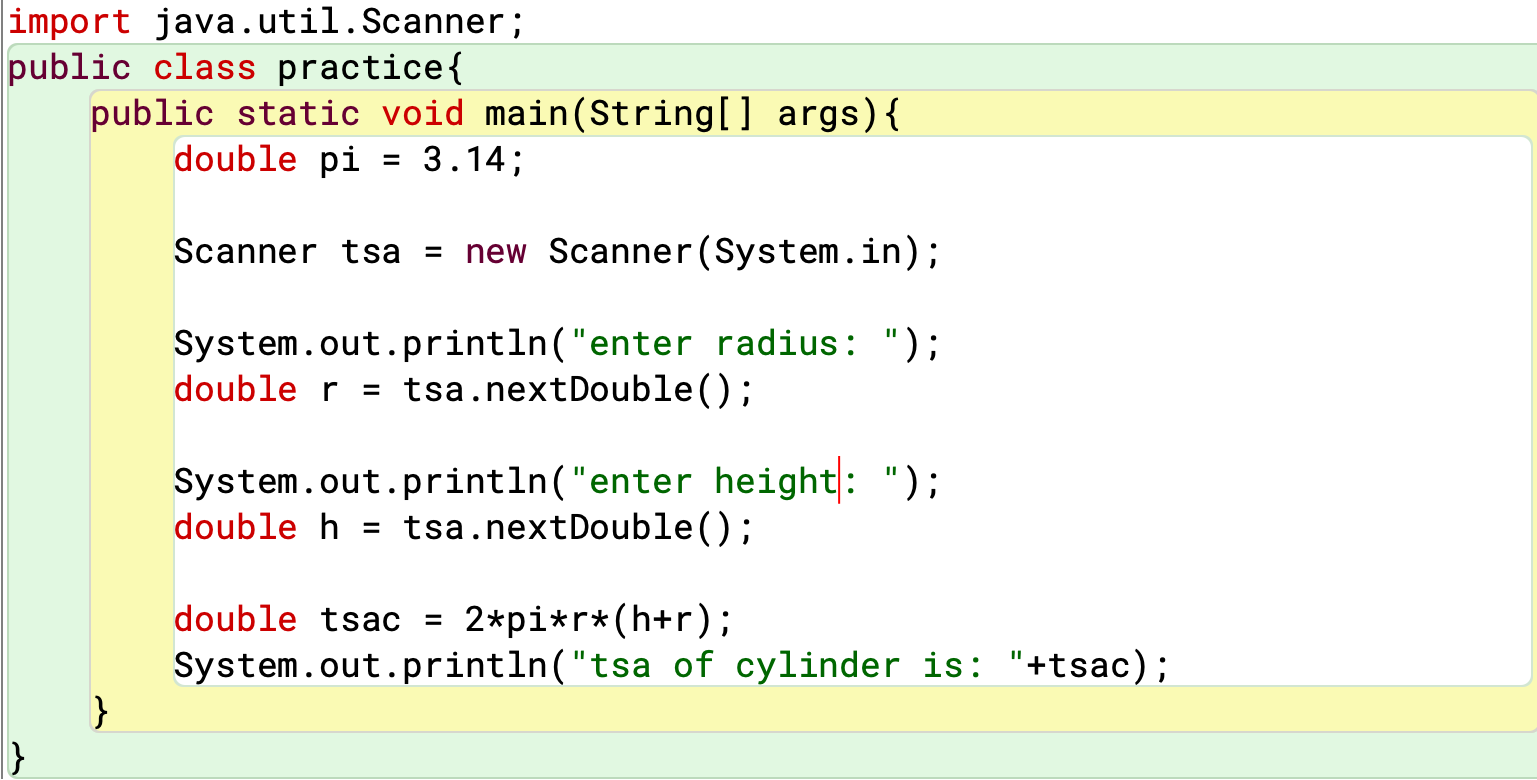 import java.util.Scanner;
public class practice{
public static void main(String[] args){
double pi = 3.14;
Scanner tsa = new Scanner(System.in);
System.out.println("enter radius: ");
double r = tsa.nextDouble();
System.out.println("enter height: ");
double h = tsa.nextDouble();
double tsac = 2*pi*r*(h+r);
System.out.println("tsa of cylinder is: "+tsac);
}
}